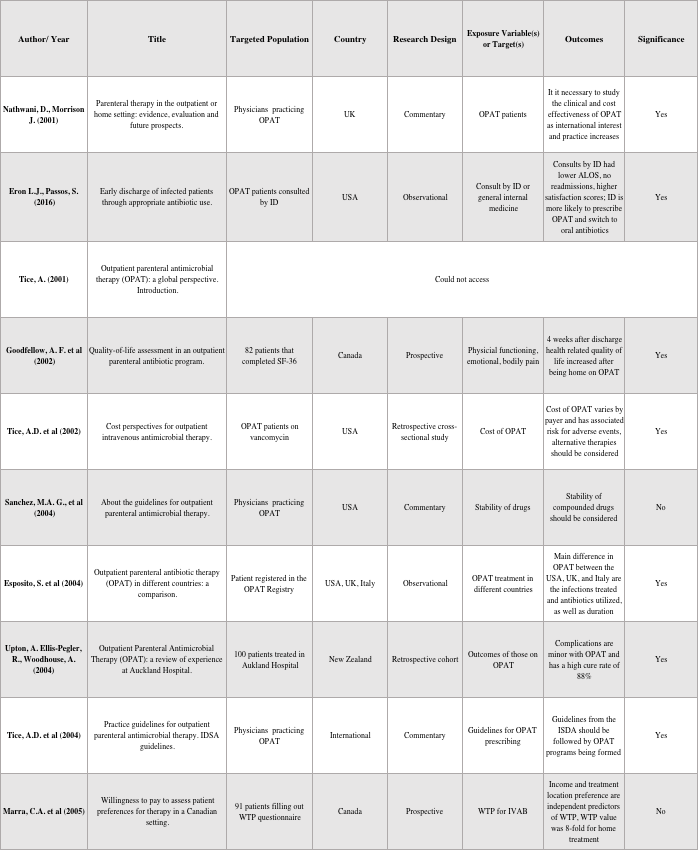 Author/ Year
Title
Targeted Population
Country
Research Design
Exposure Variable(s)
or Target(s)
Outcomes
Significance
Nathwani, D., Morrison
J. (2001)
Parenteral therapy in the outpatient or
home setting: evidence, evaluation and
future prospects.
Physicians practicing
OPAT
UK
Commentary
OPAT patients
It it necessary to study
the clinical and cost
effectiveness of OPAT
as international interest
and practice increases
Yes
Eron L.J., Passos, S.
(2016)
Early discharge of infected patients
through appropriate antibiotic use.
OPAT patients consulted
by ID
USA
Observational
Consult by ID or
general internal
medicine
Consults by ID had
lower ALOS, no
readmissions, higher
satisfaction scores; ID is
more likely to prescribe
OPAT and switch to
oral antibiotics
Yes
Tice, A. (2001)
Outpatient parenteral antimicrobial
therapy (OPAT): a global perspective.
Introduction.
Could not access
Goodfellow, A. F. et al
(2002)
Quality-of-life assessment in an outpatient
parenteral antibiotic program.
82 patients that
completed SF-36
Canada
Prospective
Physicial functioning,
emotional, bodily pain
4 weeks after discharge
health related quality of
life increased after
being home on OPAT
Yes
Tice, A.D. et al (2002)
Cost perspectives for outpatient
intravenous antimicrobial therapy.
OPAT patients on
vancomycin
USA
Retrospective cross-
sectional study
Cost of OPAT
Cost of OPAT varies by
payer and has associated
risk for adverse events,
alternative therapies
should be considered
Yes
Sanchez, M.A. G., et al
(2004)
About the guidelines for outpatient
parenteral antimicrobial therapy.
Physicians practicing
OPAT
USA
Commentary
Stability of drugs
Stability of
compounded drugs
should be considered
No
Esposito, S. et al (2004)
Outpatient parenteral antibiotic therapy
(OPAT) in different countries: a
comparison.
Patient registered in the
OPAT Registry
USA, UK, Italy
Observational
OPAT treatment in
different countries
Main difference in
OPAT between the
USA, UK, and Italy are
the infections treated
and antibiotics utilized,
as well as duration
Yes
Upton, A. Ellis-Pegler,
R., Woodhouse, A.
(2004)
Outpatient Parenteral Antimicrobial
Therapy (OPAT): a review of experience
at Auckland Hospital.
100 patients treated in
Aukland Hospital
New Zealand
Retrospective cohort
Outcomes of those on
OPAT
Complications are
minor with OPAT and
has a high cure rate of
88%
Yes
Tice, A.D. et al (2004)
Practice guidelines for outpatient
parenteral antimicrobial therapy. IDSA
guidelines.
Physicians practicing
OPAT
International
Commentary
Guidelines for OPAT
prescribing
Guidelines from the
ISDA should be
followed by OPAT
programs being formed
Yes
Marra, C.A. et al (2005)
Willingness to pay to assess patient
preferences for therapy in a Canadian
setting.
91 patients filling out
WTP questionnaire
Canada
Prospective
WTP for IVAB
Income and treatment
location preference are
independent predictors
of WTP, WTP value
was 8-fold for home
treatment
No